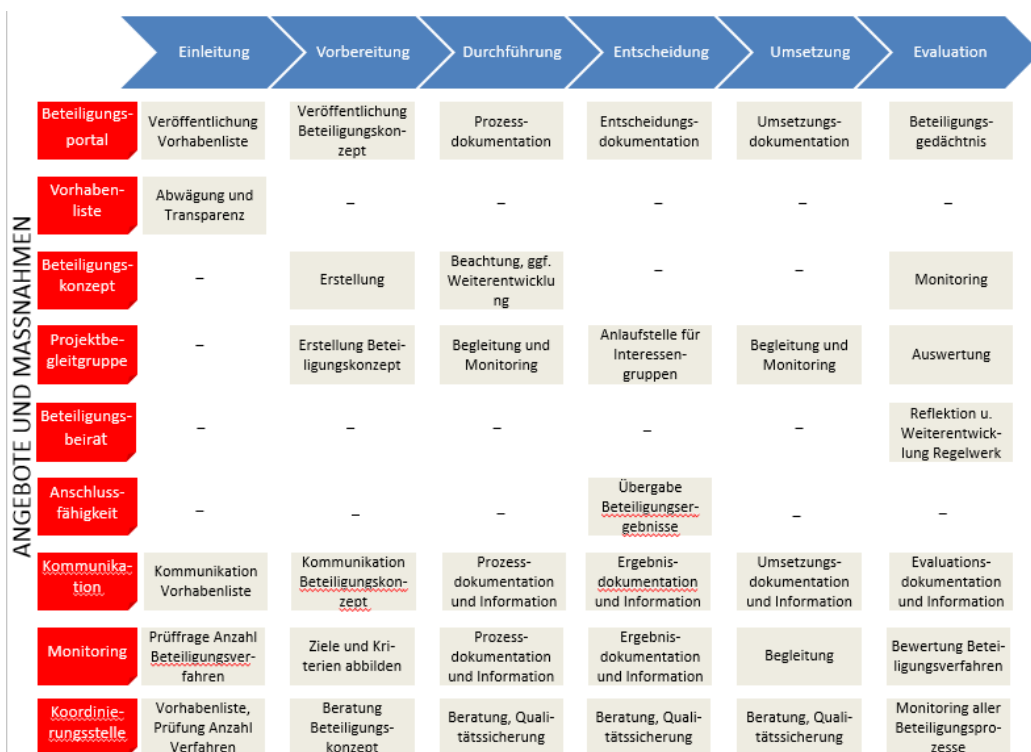 Einleitung
Vorbereitung
Durchführung
Entscheidung
Umsetzung
Evaluation
ANGEBOTE UND MASSNAHMEN
Beteiligungs-
portal
Veröffentlichung
Vorhabenliste
Veröffentlichung
Beteiligungskon-
zept
Prozess-
dokumentation
Entscheidungs-
dokumentation
Umsetzungs-
dokumentation
Beteiligungs-
gedächtnis
Vorhaben-
liste
Abwägung und
Transparenz
–
–
–
–
–
Beteiligungs-
konzept
–
Erstellung
Beachtung, ggf.
Weiterentwicklu
ng
–
–
Monitoring
Projektbe-
gleitgruppe
–
Erstellung Betei-
ligungskonzept
Begleitung und
Monitoring
Anlaufstelle für
Interessen-
gruppen
Begleitung und
Monitoring
Auswertung
Beteiligungs-
beirat
–
–
–
–
–
Reflektion u.
Weiterentwick-
lung Regelwerk
Anschluss-
fähigkeit
–
–
–
Übergabe
Beteiligungser-
gebnisse
–
–
Kommunika-
tion
Kommunikation
Vorhabenliste
Kommunikation
Beteiligungskon-
zept
Prozess-
dokumentation
und Information
Ergebnis-
dokumentation
und Information
Umsetzungs-
dokumentation
und Information
Evaluations-
dokumentation
und Information
Monitoring
Prüffrage Anzahl
Beteiligungsver-
fahren
Ziele und Kri-
terien abbilden
Prozess-
dokumentation
und Information
Ergebnis-
dokumentation
und Information
Begleitung
Bewertung Betei-
ligungsverfahren
Koordinie-
rungsstelle
Vorhabenliste,
Prüfung Anzahl
Verfahren
Beratung
Beteiligungs-
konzept
Beratung, Quali-
tätssicherung
Beratung, Quali-
tätssicherung
Beratung, Quali-
tätssicherung
Monitoring aller
Beteiligungspro-
zesse